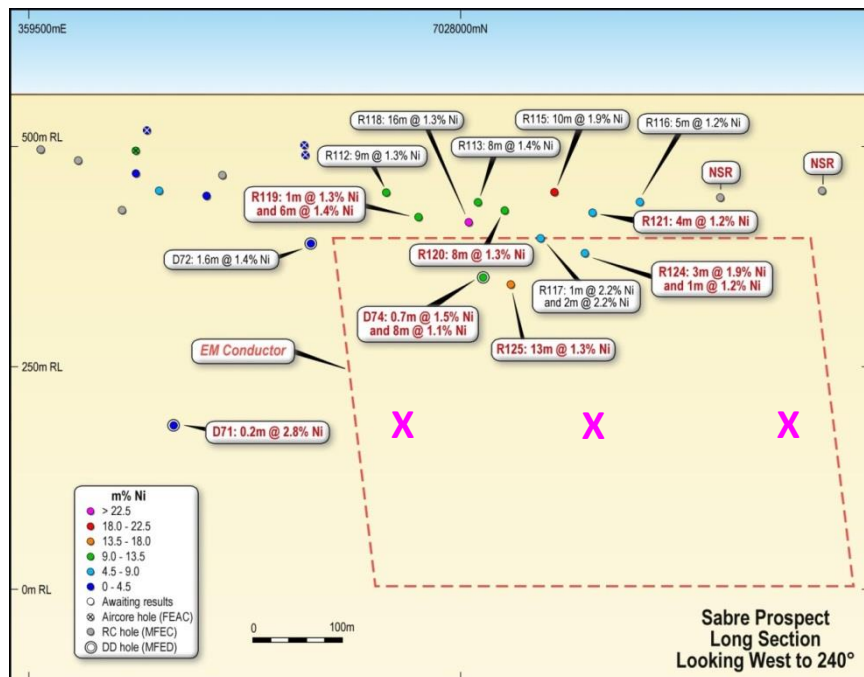 359500mE
7028000mN
500m RL
R118: 16m @ 1.3% Ni
R115: 10m @ 1.9% Ni
R116: 5m @ 1.2% Ni
R113: 8m @ 1.4% Ni
R112: 9m @ 1.3% Ni
NSR
NSR
R119: 1m @ 1.3% Ni
and 6m @ 1.4% Ni
R121: 4m @ 1.2% Ni
D72: 1.6m @ 1.4% Ni
R120: 8m @ 1.3% Ni
R124: 3m @ 1.9% Ni
and 1m @ 1.2% Ni
R117: 1m @ 2.2% Ni
and 2m @ 2.2% Ni
D74: 0.7m @ 1.5% Ni
and 8m @ 1.1% Ni
R125: 13m @ 1.3% Ni
EM Conductor
250m RL
X
X
X
D71: 0.2m @ 2.8% Ni
m% Ni
> 22.5
18.0 - 22.5
13.5 - 18.0
9.0 - 13.5
4.5 - 9.0
0 - 4.5
Awaiting results
Aircore hole (FEAC)
RC hole (MFEC)
DD hole (MFED)
0m RL
0
100m
Sabre Prospect
Long Section
Looking West to 240°